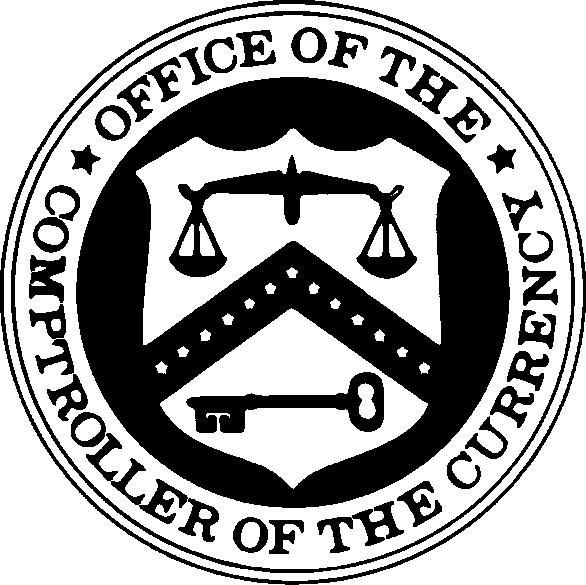 OFFICE OF THE
COMPTROLLER OF THE CURRENCY